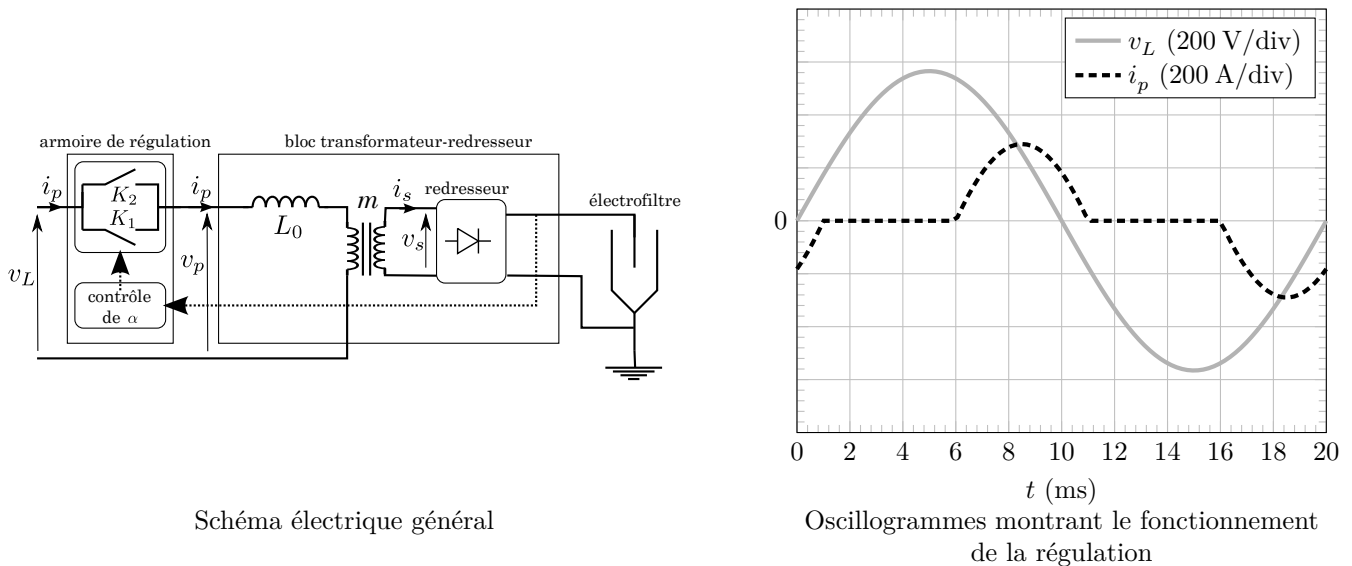 armoire de régulation
bloc transformateur-redresseur
i_p
K_2
K_1
i_p
L_0
m
i_s
redresseur
v_s
électrofiltre
v_L
v_p
contrôle
de α
Schéma électrique général
v_L (200 V/div)
i_p (200 A/div)
0
0 2 4 6 8 10 12 14 16 18 20
t (ms)
Oscillogrammes montrant le fonctionnement
de la régulation